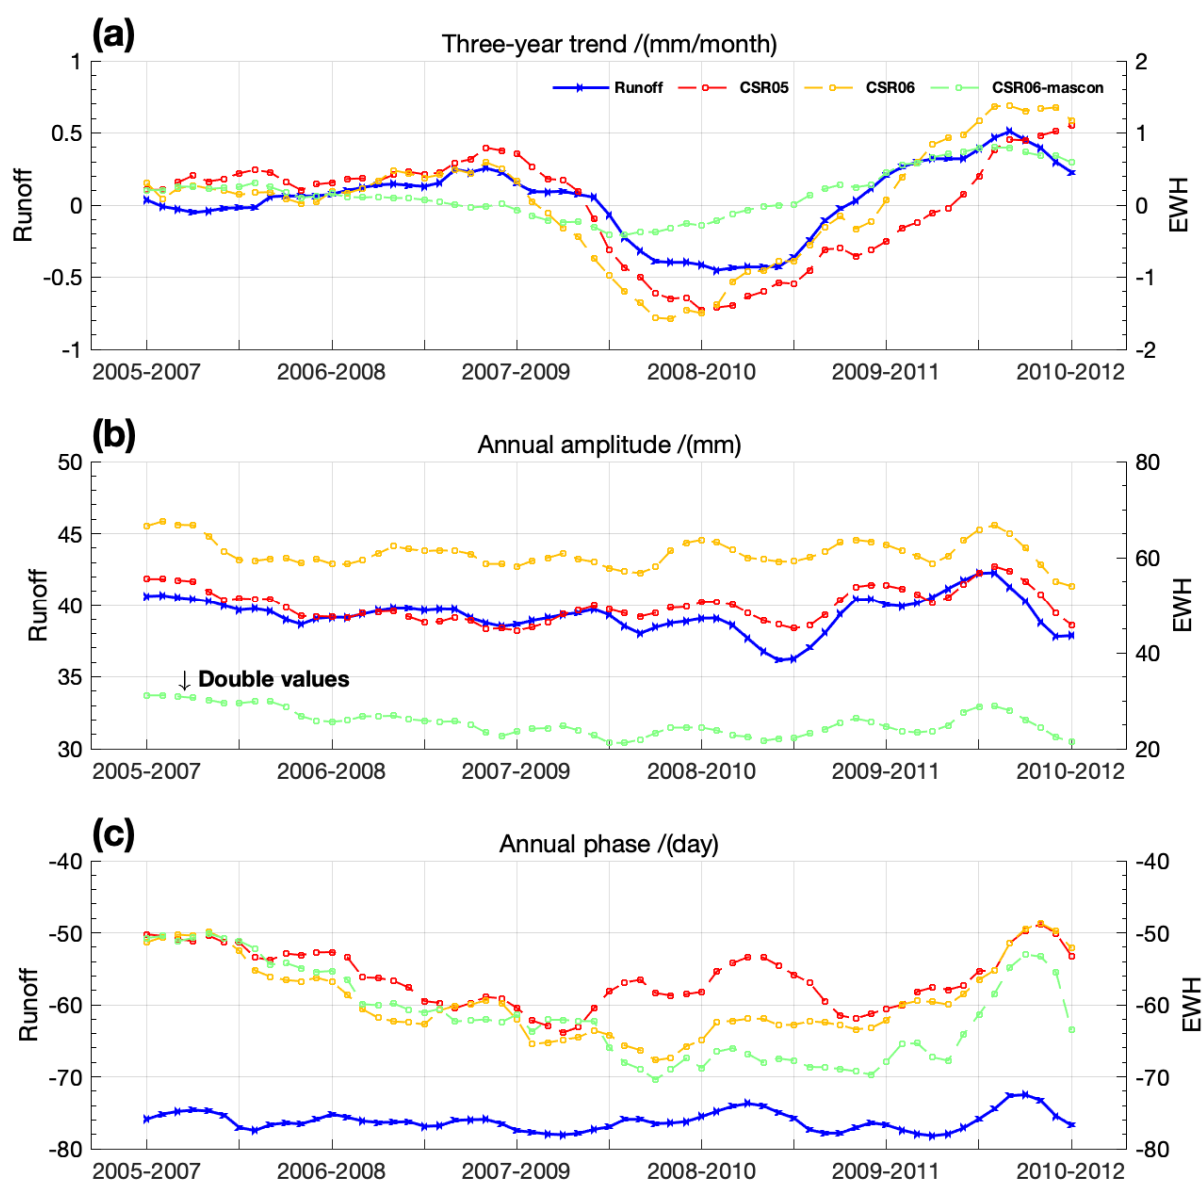 (a)
Three-year trend /(mm/month)
Runoff CSR05 CSR06 CSR06-mascon
1
0.5
0
-0.5
-1
Runoff
2
1
0
-1
-2
EWH
2005-2007 2006-2008 2007-2009 2008-2010 2009-2011 2010-2012
(b)
Annual amplitude /(mm)
50
45
40
35
30
Runoff
↓ Double values
80
60
40
20
EWH
2005-2007 2006-2008 2007-2009 2008-2010 2009-2011 2010-2012
(c)
Annual phase /(day)
-40
-50
-60
-70
-80
Runoff
-40
-50
-60
-70
-80
EWH
2005-2007 2006-2008 2007-2009 2008-2010 2009-2011 2010-2012